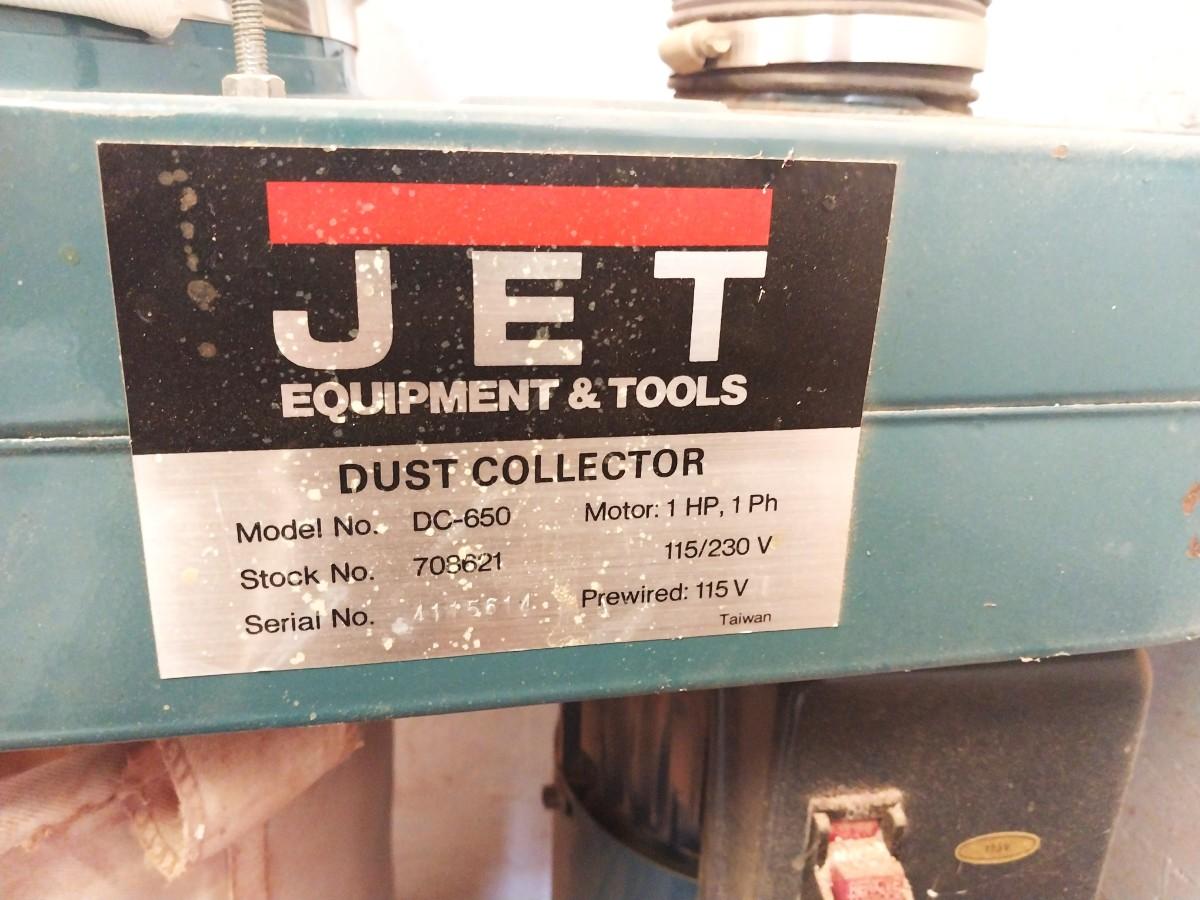 JET
EQUIPMENT & TOOLS
DUST COLLECTOR
Model No. DC-650 Motor: 1 HP, 1 Ph
Stock No. 708621 115/230 V
Serial No. 4115614 Prewired: 115 V
Taiwan